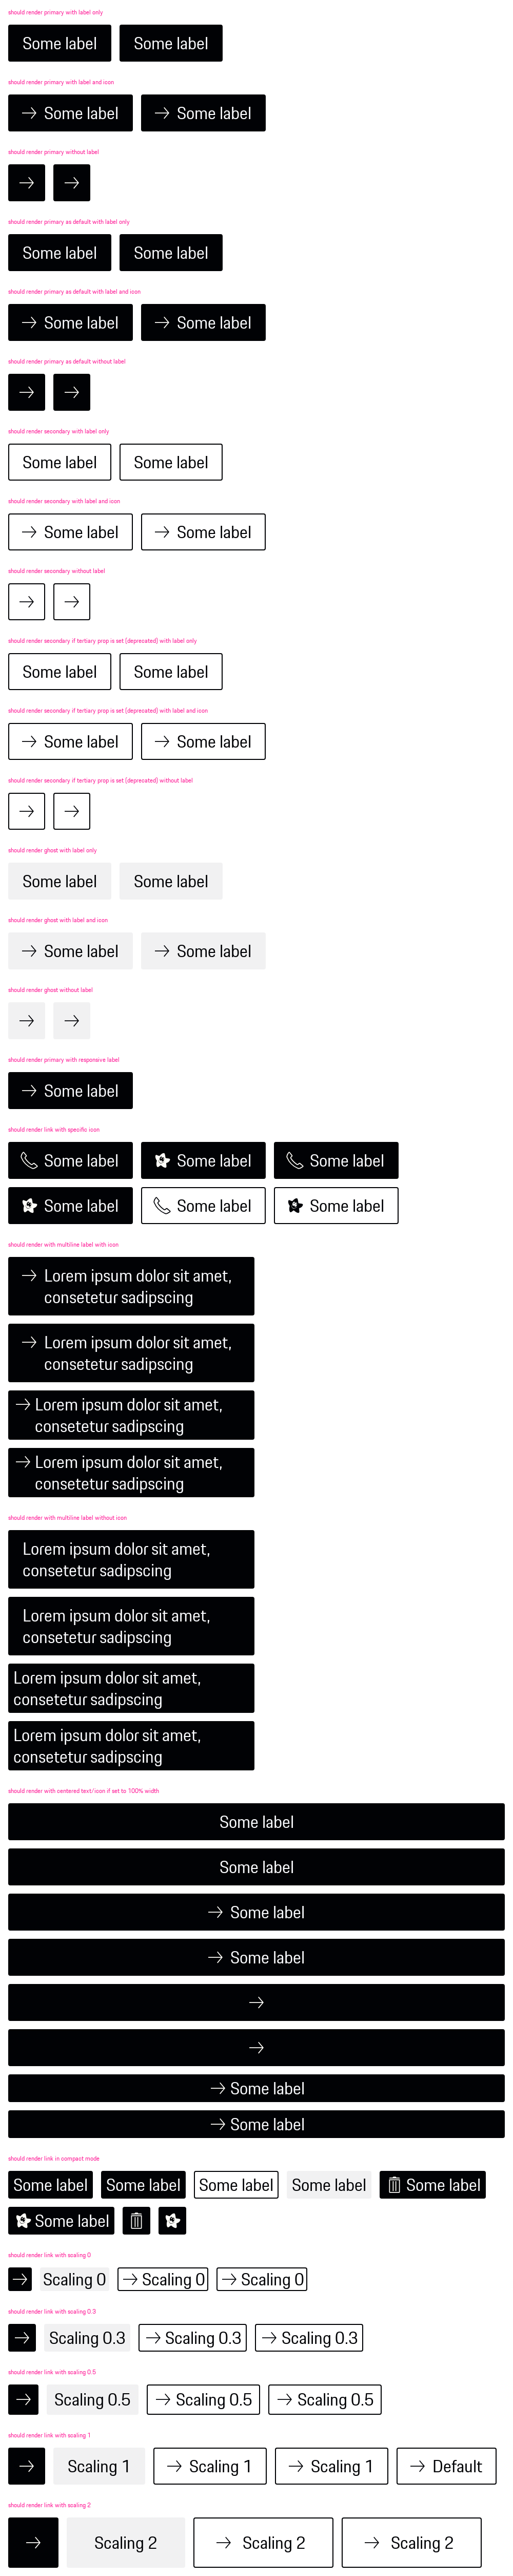 should render primary with label only
Some label Some label
should render primary with label and icon
Some label Some label
should render primary without label
should render primary as default with label only
Some label Some label
should render primary as default with label and icon
Some label Some label
should render primary as default without label
should render secondary with label only
Some label Some label
should render secondary with label and icon
Some label Some label
should render secondary without label
should render secondary if tertiary prop is set (deprecated) with label only
Some label Some label
should render secondary if tertiary prop is set (deprecated) with label and icon
Some label Some label
should render secondary if tertiary prop is set (deprecated) without label
should render ghost with label only
Some label Some label
should render ghost with label and icon
Some label Some label
should render ghost without label
should render primary with responsive label
Some label
should render link with specific icon
Some label Some label Some label
Some label Some label Some label
should render with multiline label with icon
Lorem ipsum dolor sit amet,
consetetur sadipscing
Lorem ipsum dolor sit amet,
consetetur sadipscing
Lorem ipsum dolor sit amet,
consetetur sadipscing
Lorem ipsum dolor sit amet,
consetetur sadipscing
should render with multiline label without icon
Lorem ipsum dolor sit amet,
consetetur sadipscing
Lorem ipsum dolor sit amet,
consetetur sadipscing
Lorem ipsum dolor sit amet,
consetetur sadipscing
Lorem ipsum dolor sit amet,
consetetur sadipscing
should render with centered text/icon if set to 100% width
Some label
Some label
Some label
Some label
Some label
Some label
should render link in compact mode
Some label Some label Some label Some label Some label
Some label
should render link with scaling 0
Scaling 0 Scaling 0 Scaling 0
should render link with scaling 0.3
Scaling 0.3 Scaling 0.3 Scaling 0.3
should render link with scaling 0.5
Scaling 0.5 Scaling 0.5 Scaling 0.5
should render link with scaling 1
Scaling 1 Scaling 1 Scaling 1 Default
should render link with scaling 2
Scaling 2 Scaling 2 Scaling 2